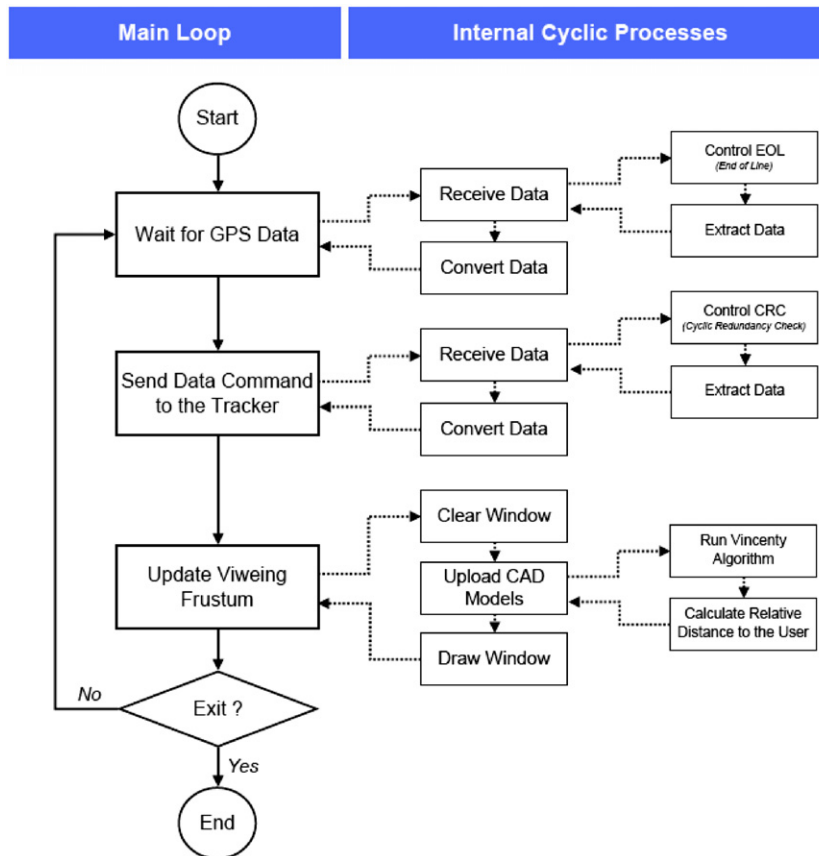 Main Loop
Internal Cyclic Processes
Start
Wait for GPS Data
Receive Data
Convert Data
Control EOL
(End of Line)
Extract Data
Send Data Command
to the Tracker
Receive Data
Convert Data
Control CRC
(Cyclic Redundancy Check)
Extract Data
Update Viweing
Frustum
Clear Window
Upload CAD
Models
Draw Window
Run Vincenty
Algorithm
Calculate Relative
Distance to the User
No
Exit ?
Yes
End